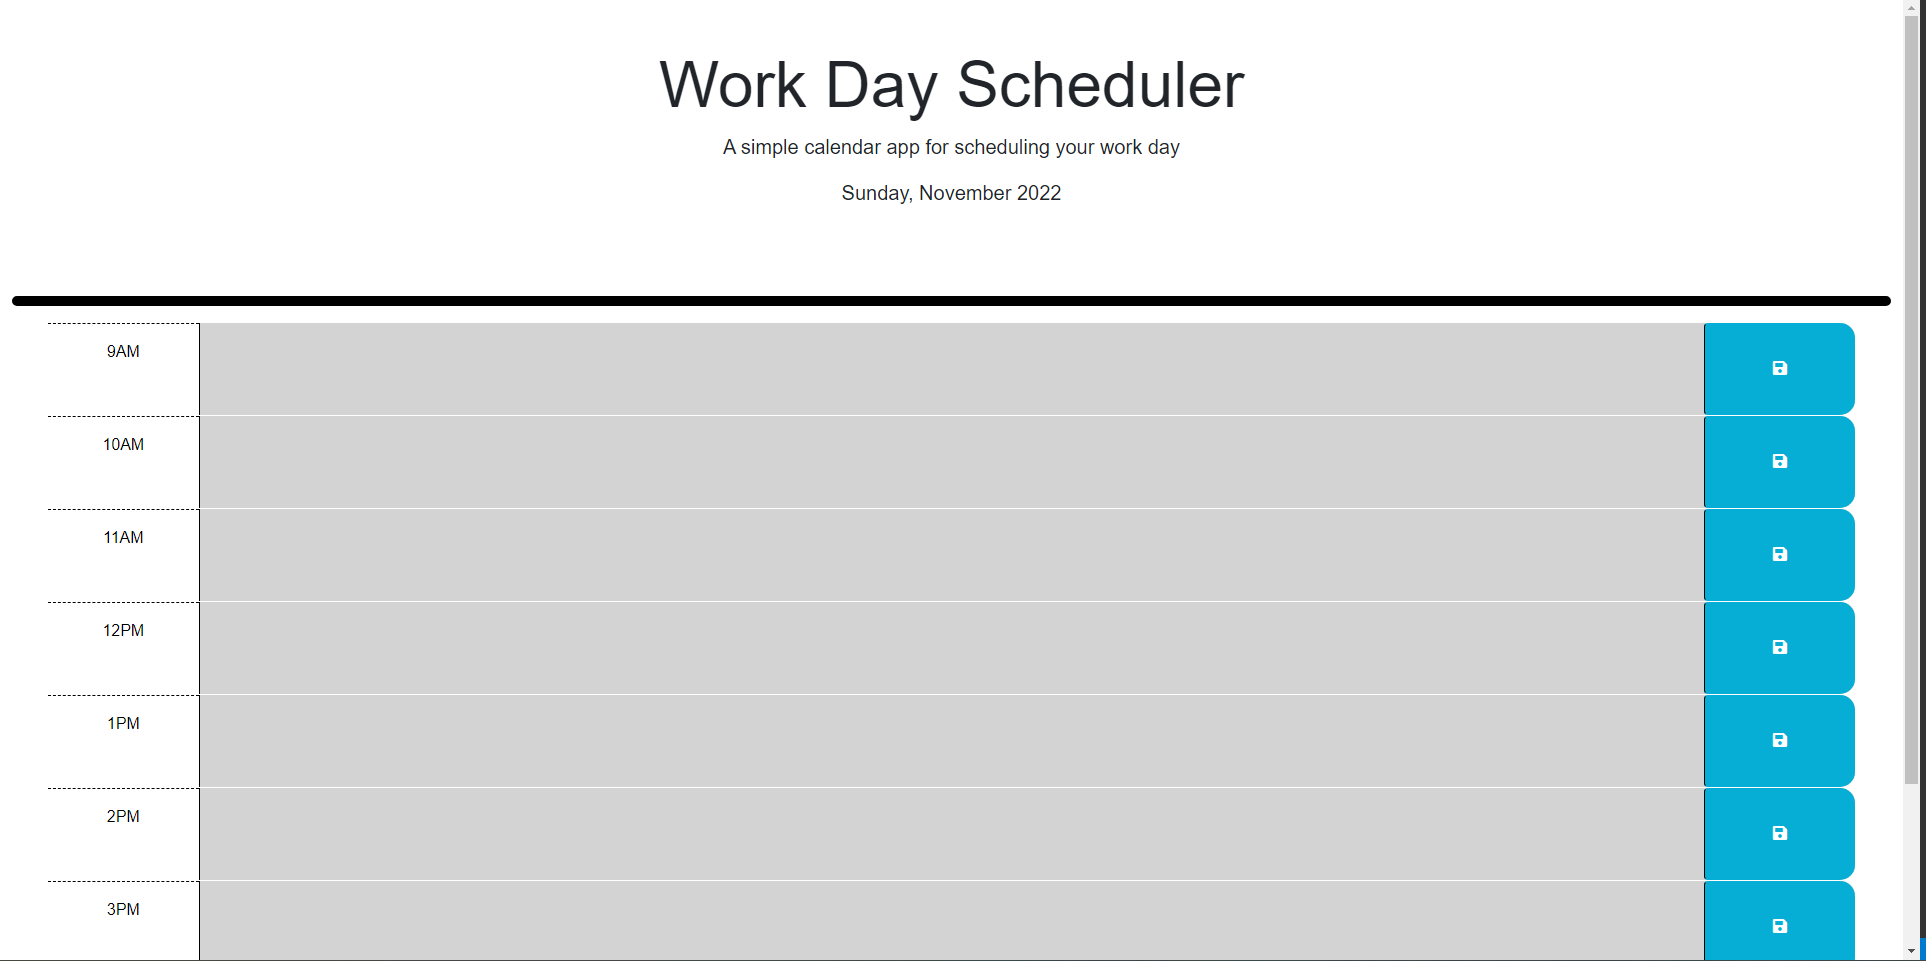 Work Day Scheduler
A simple calendar app for scheduling your work day
Sunday, November 2022
9AM
10AM
11AM
12PM
1PM
2PM
3PM